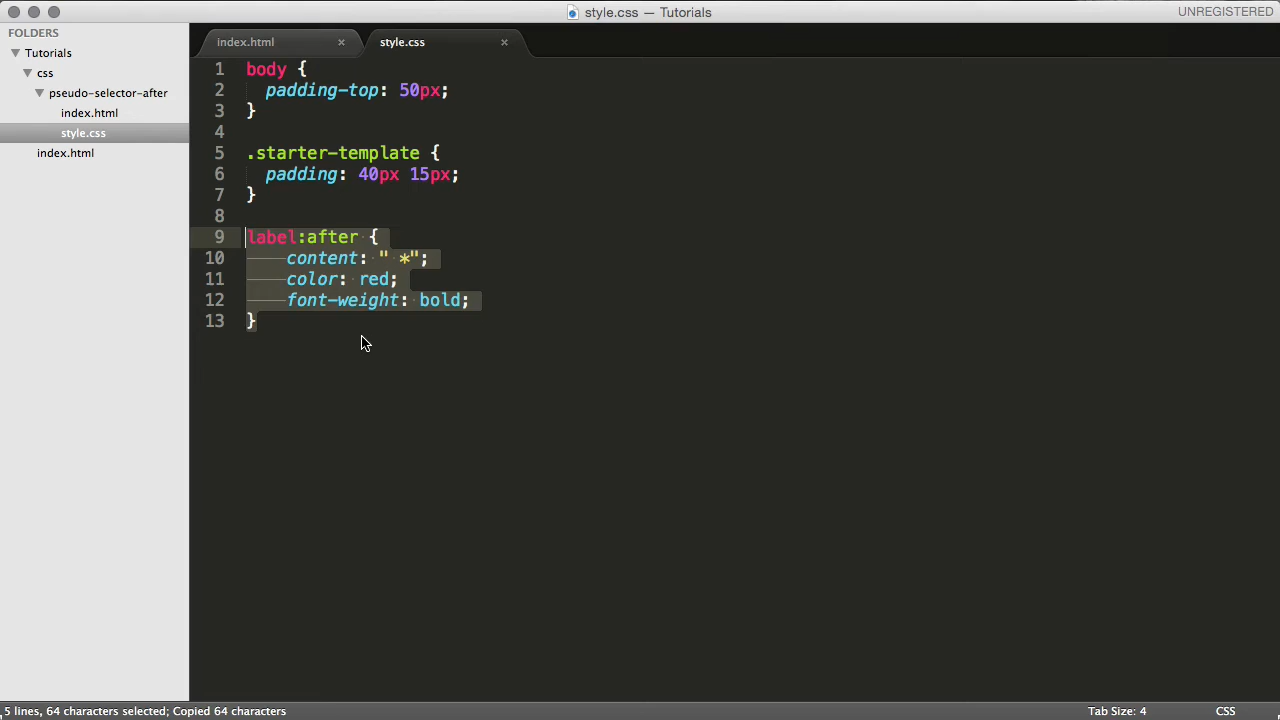 style.css — Tutorials
UNREGISTERED
FOLDERS
Tutorials
css
pseudo-selector-after
index.html
style.css
index.html
index.html ×
style.css ×
1 body {
2 padding-top: 50px;
3 }
4
5 .starter-template {
6 padding: 40px 15px;
7 }
8
9 label:after {
10 content: " *";
11 color: red;
12 font-weight: bold;
13 }
5 lines, 64 characters selected; Copied 64 characters
Tab Size: 4
CSS